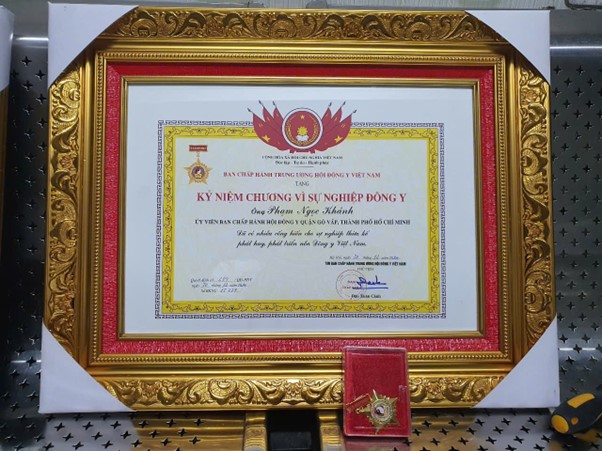 CỘNG HÒA XÃ HỘI CHỦ NGHĨA VIỆT NAM
Độc lập - Tự do - Hạnh phúc
BAN CHẤP HÀNH TRUNG ƯƠNG HỘI ĐÔNG Y VIỆT NAM
TẶNG
KỶ NIỆM CHƯƠNG VÌ SỰ NGHIỆP ĐÔNG Y
Ông Phạm Ngọc Khánh
ỦY VIÊN BAN CHẤP HÀNH HỘI ĐÔNG Y QUẬN GÒ VẤP, THÀNH PHỐ HỒ CHÍ MINH
Đã có nhiều cống hiến cho sự nghiệp thừa kế
phát huy, phát triển nền Đông y Việt Nam.
TM BAN CHẤP HÀNH TRUNG ƯƠNG HỘI ĐÔNG Y VIỆT NAM